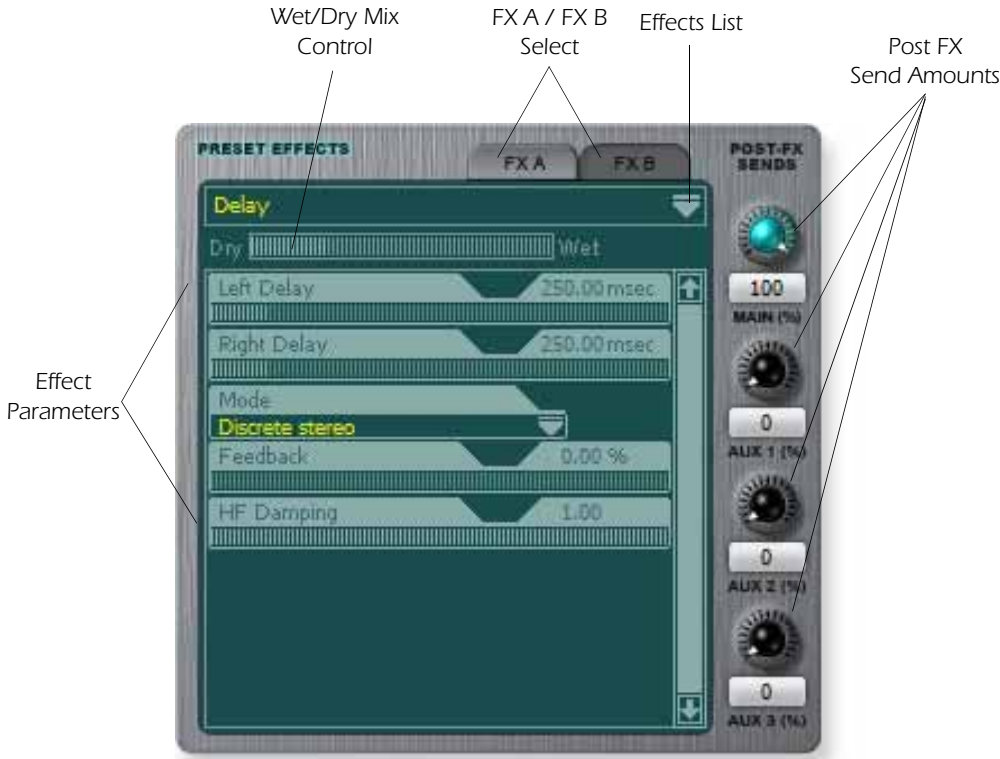 Wet/Dry Mix
Control
FX A / FX B
Select
Effects List
Post FX
Send Amounts
PRESET EFFECTS
FX A
FX B
POST-FX
SENDS
Delay
Dry
Wet
Left Delay
250.00 msec
100
MAIN (%)
Right Delay
250.00 msec
Effect
Parameters
Mode
Discrete stereo
0
AUX 1 (%)
Feedback
0.00 %
HF Damping
1.00
0
AUX 2 (%)
0
AUX 3 (%)